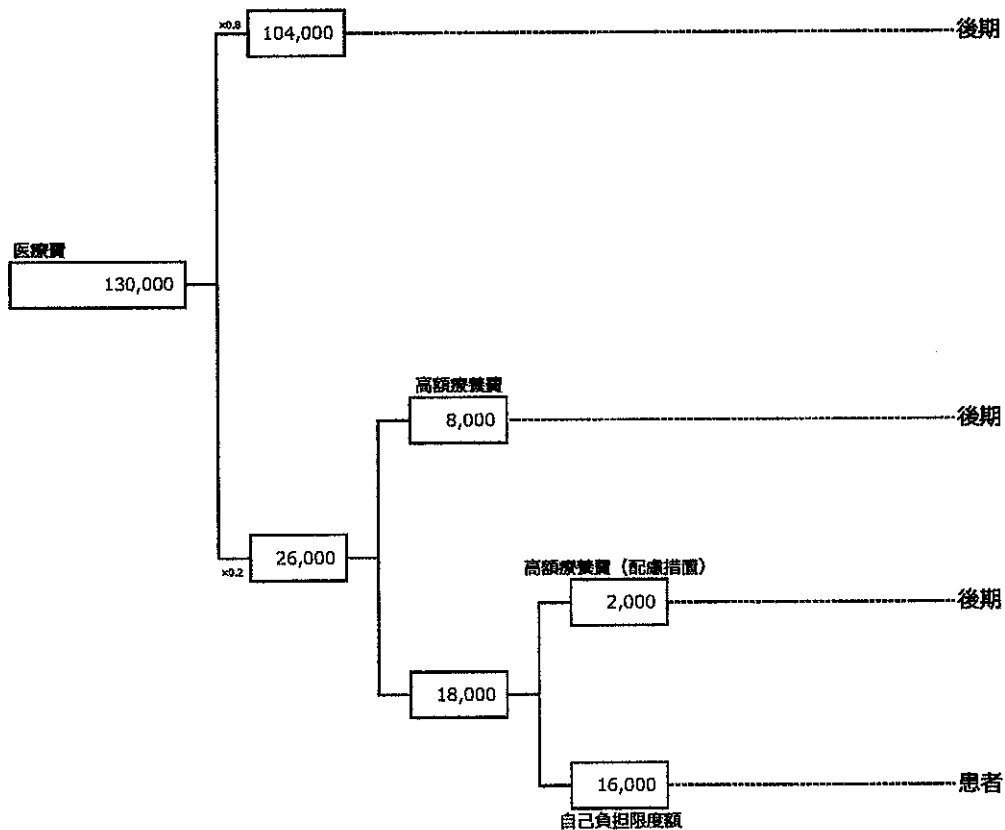 ×0.8
104,000
後期
医療費
130,000
高額療養費
8,000
後期
×0.2
26,000
高額療養費（配慮措置）
2,000
後期
18,000
16,000
患者
自己負担限度額